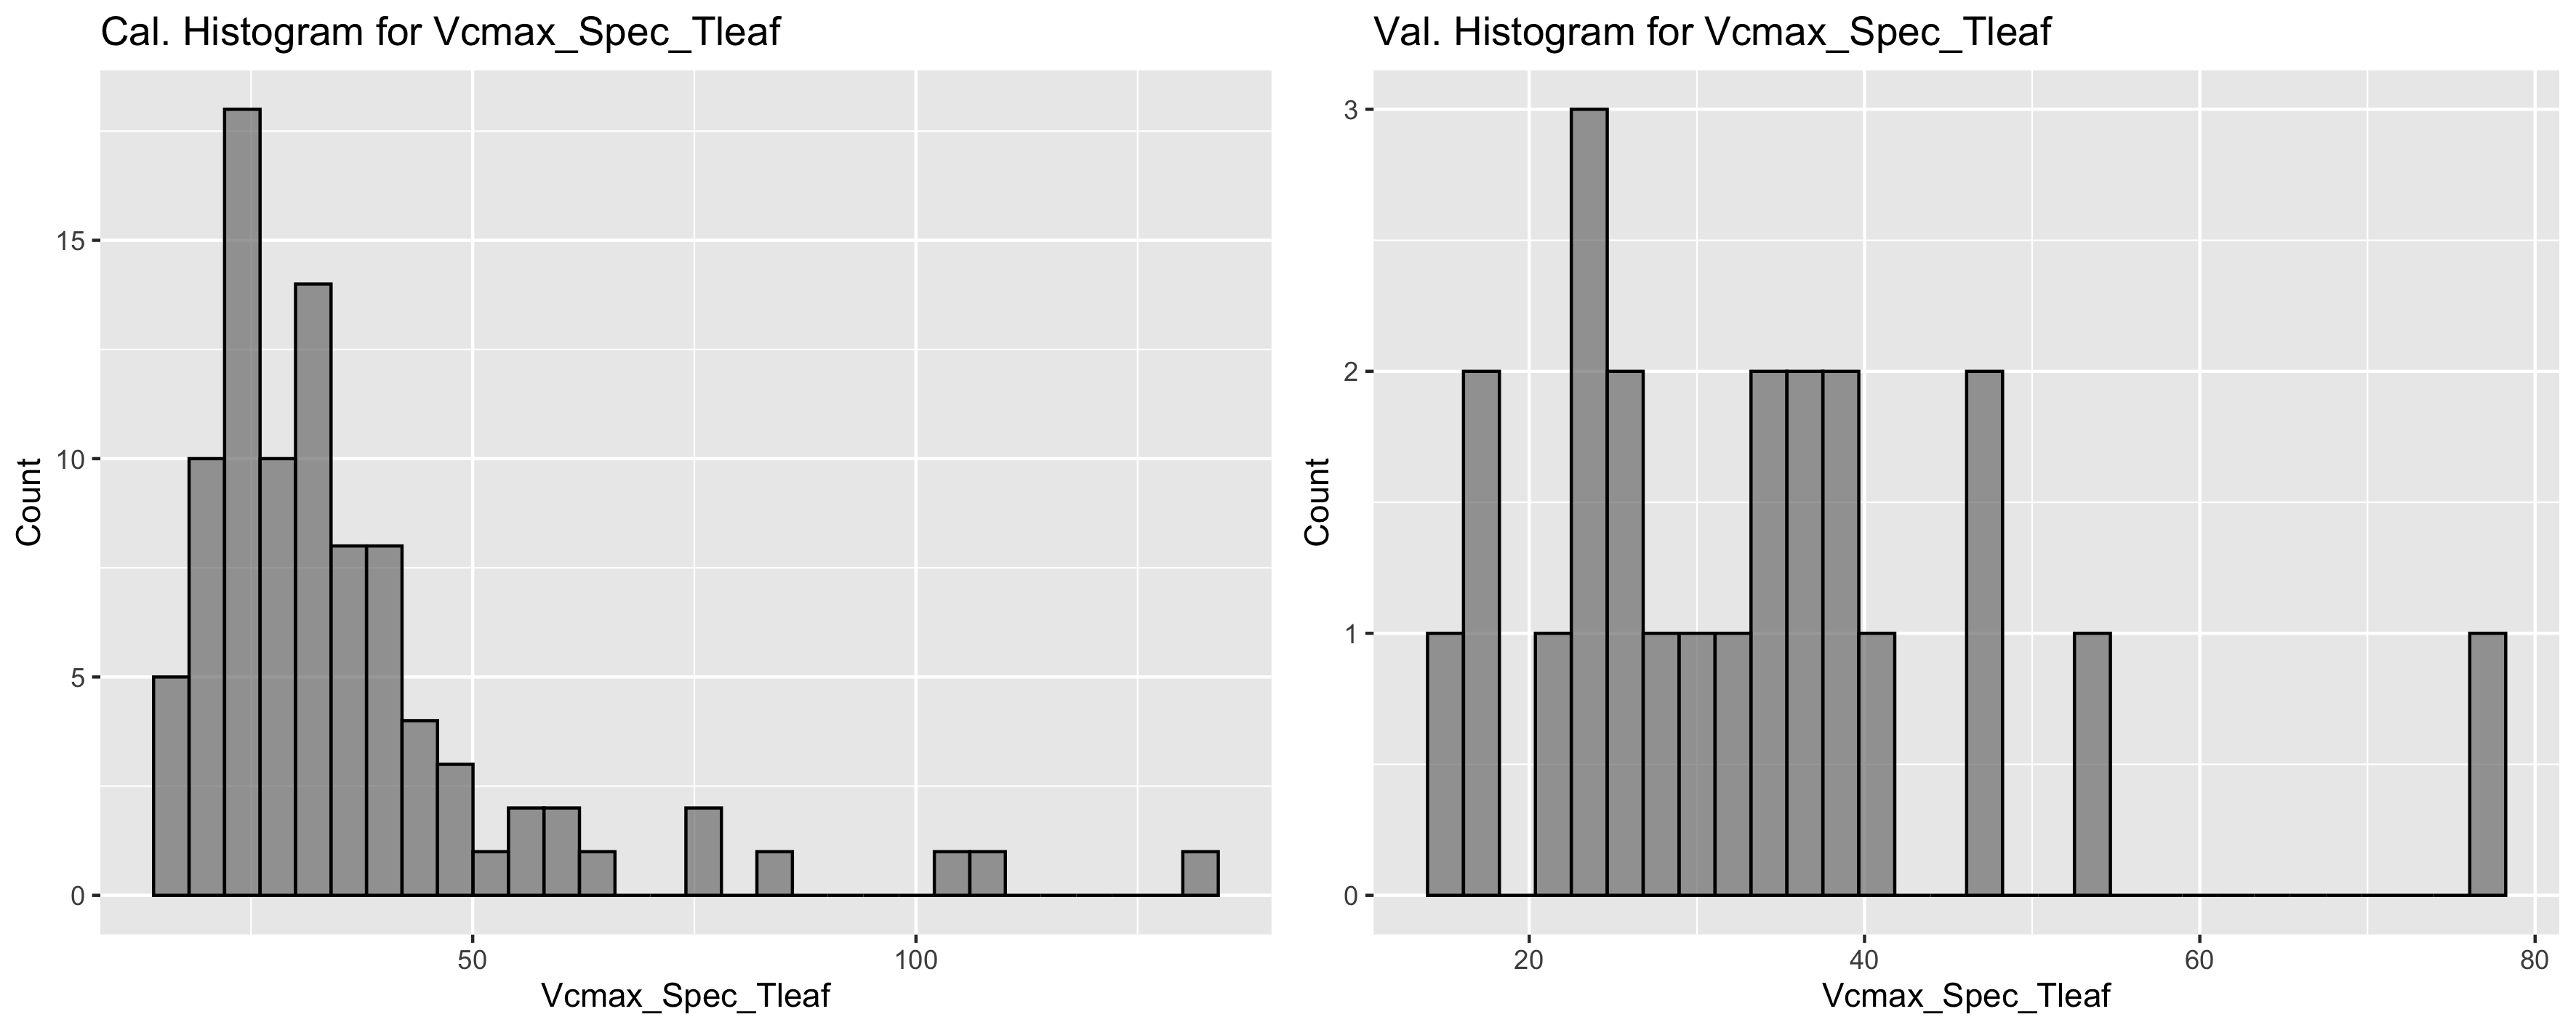 Cal. Histogram for Vcmax_Spec_Tleaf
15
10
5
0
Count
50
100
Vcmax_Spec_Tleaf
Val. Histogram for Vcmax_Spec_Tleaf
3
2
1
0
Count
20
40
60
80
Vcmax_Spec_Tleaf